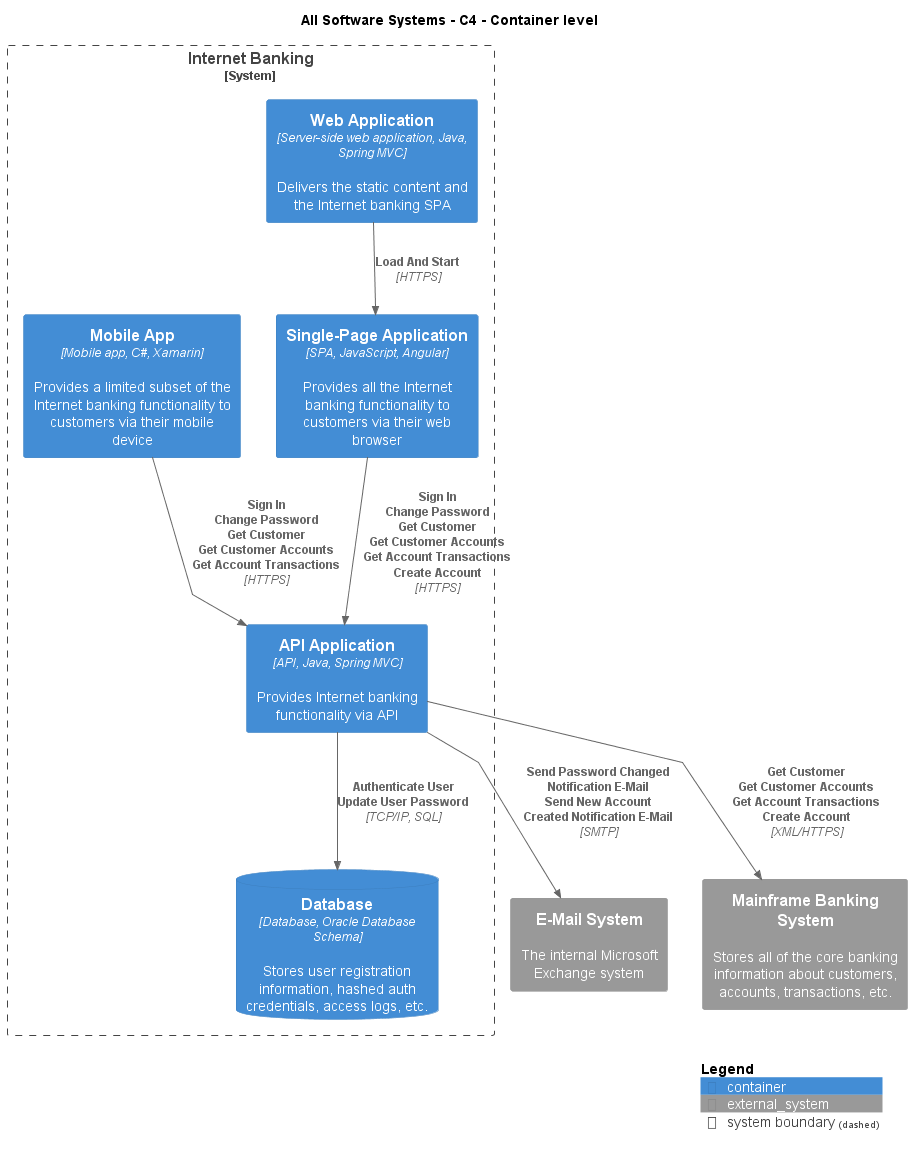 All Software Systems - C4 - Container level
Internet Banking
[System]
Web Application
[Server-side web application, Java,
Spring MVC]
Delivers the static content and
the Internet banking SPA
Load And Start
[HTTPS]
Mobile App
[Mobile app, C#, Xamarin]
Provides a limited subset of the
Internet banking functionality to
customers via their mobile
device
Single-Page Application
[SPA, JavaScript, Angular]
Provides all the Internet
banking functionality to
customers via their web
browser
Sign In
Change Password
Get Customer
Get Customer Accounts
Get Account Transactions
[HTTPS]
Sign In
Change Password
Get Customer
Get Customer Accounts
Get Account Transactions
Create Account
[HTTPS]
API Application
[API, Java, Spring MVC]
Provides Internet banking
functionality via API
Authenticate User
Update User Password
[TCP/IP, SQL]
Send Password Changed
Notification E-Mail
Send New Account
Created Notification E-Mail
[SMTP]
Get Customer
Get Customer Accounts
Get Account Transactions
Create Account
[XML/HTTPS]
Database
[Database, Oracle Database
Schema]
Stores user registration
information, hashed auth
credentials, access logs, etc.
E-Mail System
The internal Microsoft
Exchange system
Mainframe Banking
System
Stores all of the core banking
information about customers,
accounts, transactions, etc.
Legend
container
external_system
system boundary (dashed)